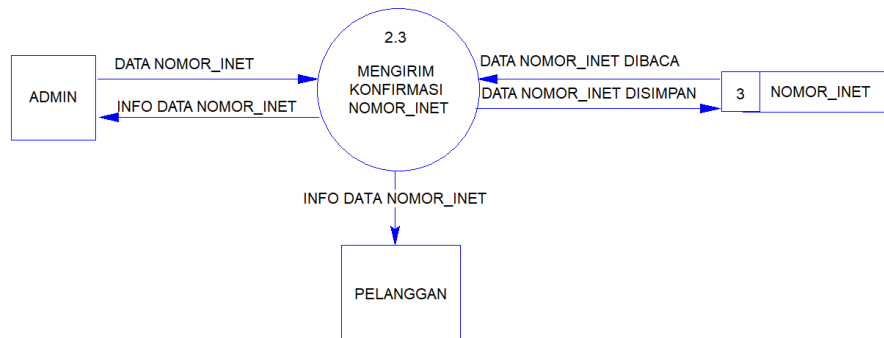 2.3
MENGIRIM
KONFIRMASI
NOMOR_INET
ADMIN
DATA NOMOR_INET
INFO DATA NOMOR_INET
DATA NOMOR_INET DIBACA
DATA NOMOR_INET DISIMPAN
3 NOMOR_INET
INFO DATA NOMOR_INET
PELANGGAN